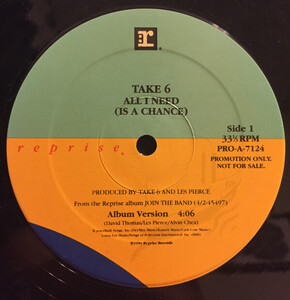 r
TAKE 6
ALL I NEED
(IS A CHANCE)
Side 1
33⅓ RPM
PRO-A-7124
PROMOTION ONLY.
NOT FOR SALE.
reprise
PRODUCED BY TAKE 6 AND LES PIERCE
From the Reprise album JOIN THE BAND (4/2-45497)
Album Version 4:06
(David Thomas/Les Pierce/Alvin Chea)
Reprise Records